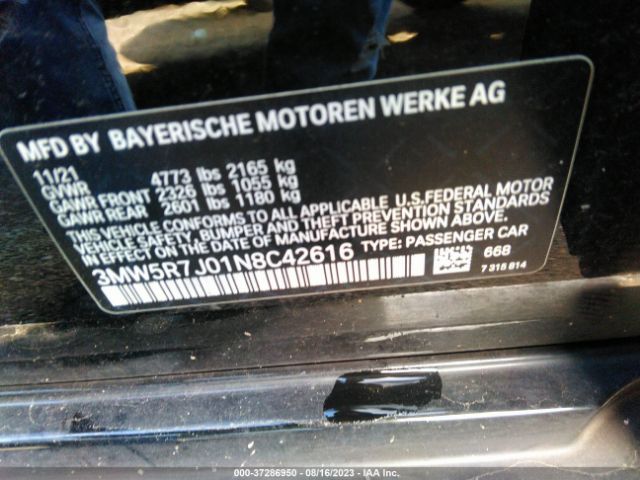 MFD BY BAYERISCHE MOTOREN WERKE AG
11/21
GVWR 4773 lbs 2165 kg
GAWR FRONT 2326 lbs 1055 kg
GAWR REAR 2601 lbs 1180 kg
THIS VEHICLE CONFORMS TO ALL APPLICABLE U.S.FEDERAL MOTOR
VEHICLE SAFETY, BUMPER, AND THEFT PREVENTION STANDARDS
IN EFFECT ON THE DATE OF MANUFACTURE SHOWN ABOVE.
3MW5R7J01N8C42616 TYPE: PASSENGER CAR
668
7 318 814
000-37286950 - 08/16/2023 - IAA Inc.